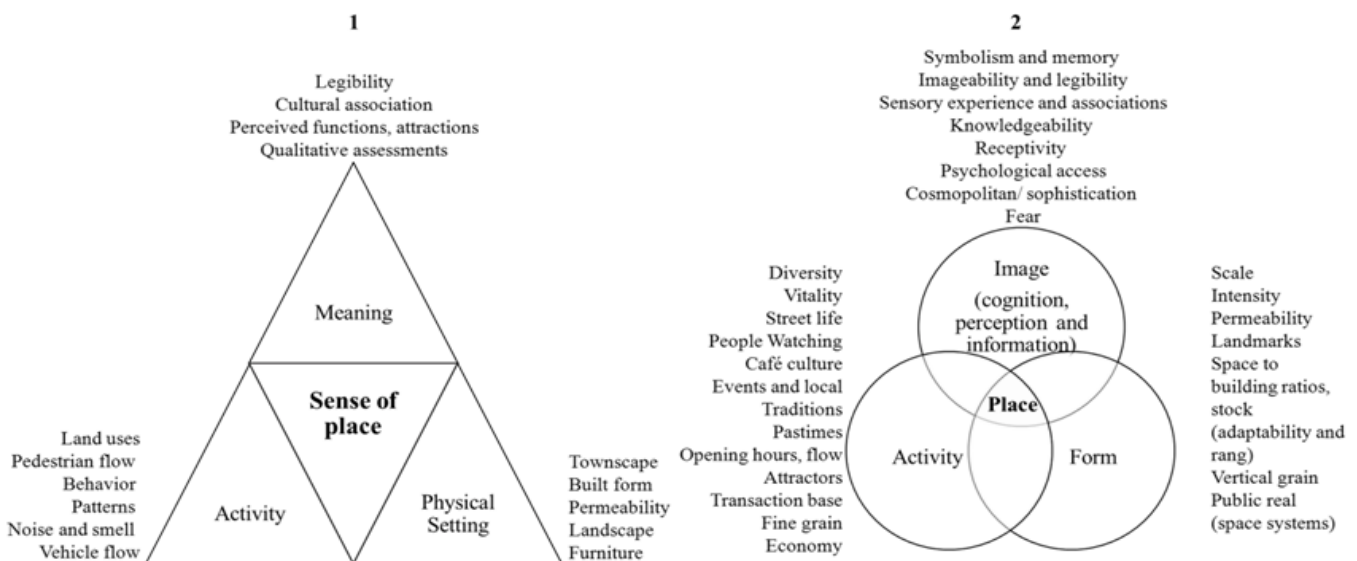 1
Legibility
Cultural association
Perceived functions, attractions
Qualitative assessments
Meaning
Sense of
place
Land uses
Pedestrian flow
Behavior
Patterns
Noise and smell
Vehicle flow
Activity
Physical
Setting
Townscape
Built form
Permeability
Landscape
Furniture
2
Symbolism and memory
Imageability and legibility
Sensory experience and associations
Knowledgeability
Receptivity
Psychological access
Cosmopolitan/ sophistication
Fear
Image
(cognition,
perception and
information)
Diversity
Vitality
Street life
People Watching
Café culture
Events and local
Traditions
Pastimes
Opening hours, flow
Attractors
Transaction base
Fine grain
Economy
Place
Activity
Form
Scale
Intensity
Permeability
Landmarks
Space to
building ratios,
stock
(adaptability and
rang)
Vertical grain
Public real
(space systems)